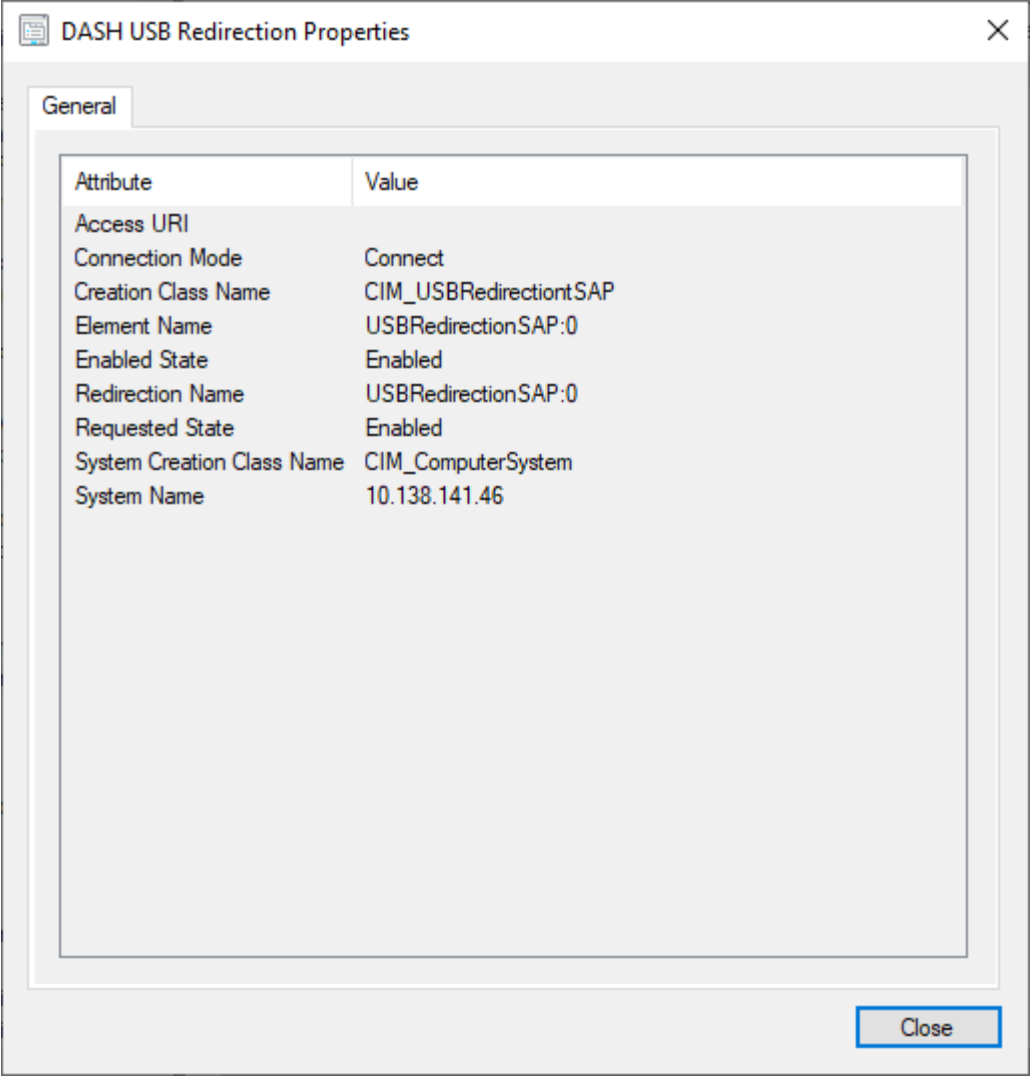 DASH USB Redirection Properties
General
Attribute Value
Access URI
Connection Mode Connect
Creation Class Name CIM_USBRedirectiontSAP
Element Name USBRedirectionSAP:0
Enabled State Enabled
Redirection Name USBRedirectionSAP:0
Requested State Enabled
System Creation Class Name CIM_ComputerSystem
System Name 10.138.141.46
Close